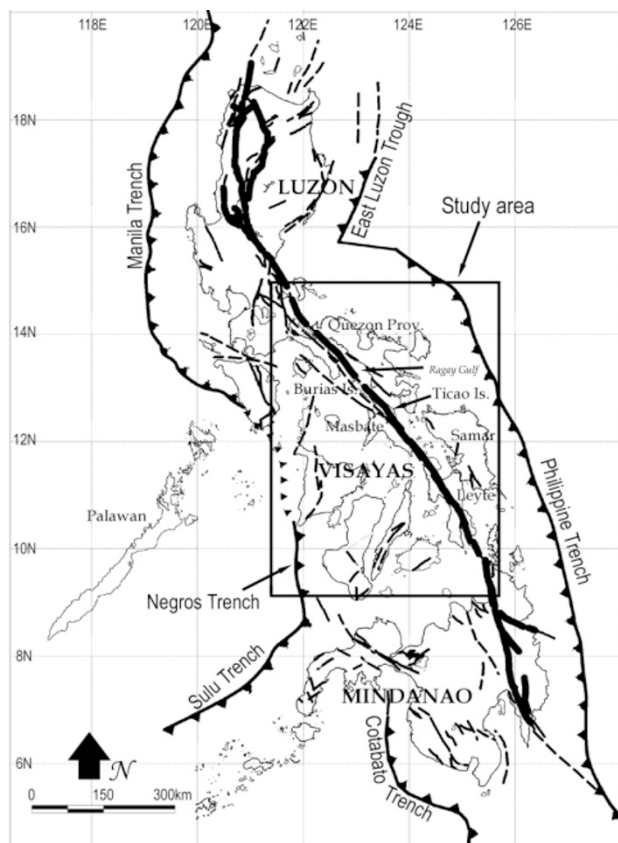 118E 120E 122E 124E 126E
18N
LUZON
East Luzon Trough
Manila Trench
16N
Study area
14N
Quezon Prov.
Ragay Gulf
Burias Is.
Ticao Is.
12N
Masbate
Samar
VISAYAS
Palawan
Leyte
Philippine Trench
10N
Negros Trench
8N
Sulu Trench
MINDANAO
6N
Cotabato Trench
N
0 150 300km